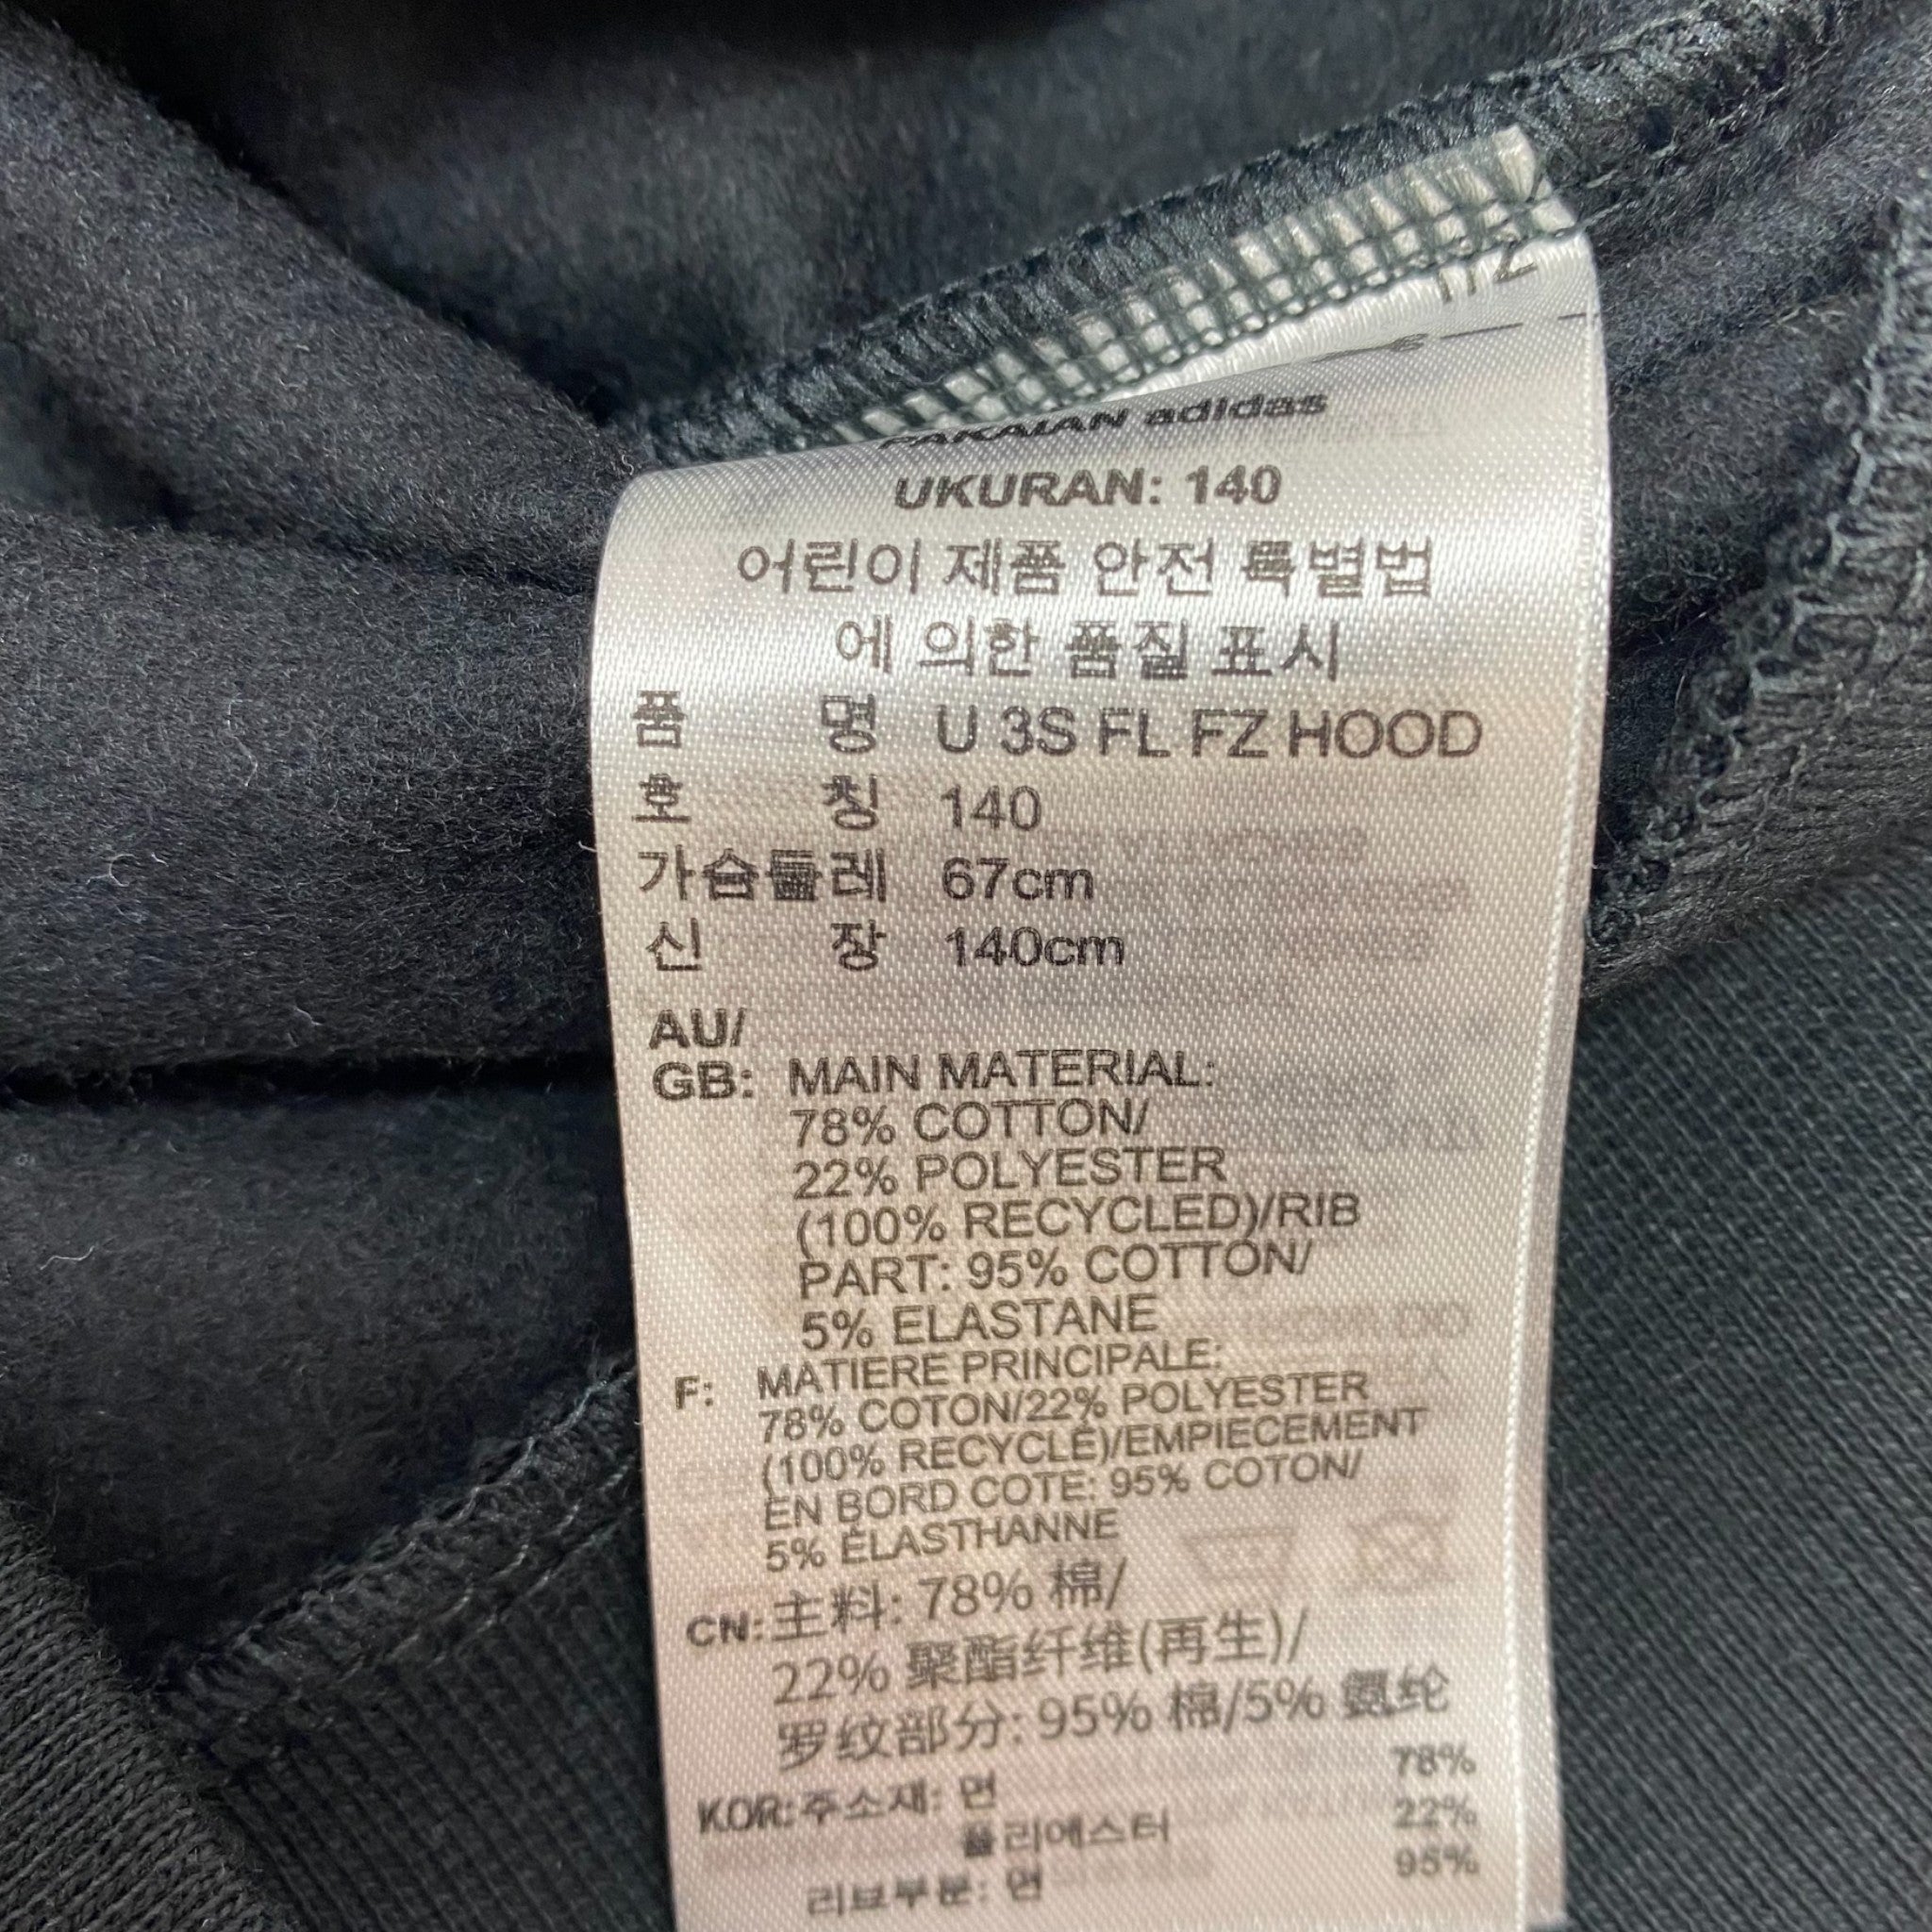 PAKAIAN adidas
UKURAN: 140
어린이 제품 안전 특별법
에 의한 품질 표시
품 명 U 3S FL FZ HOOD
호 칭 140
가슴둘레 67cm
신 장 140cm
AU/
GB: MAIN MATERIAL:
78% COTTON/
22% POLYESTER
(100% RECYCLED)/RIB
PART: 95% COTTON/
5% ELASTANE
F: MATIERE PRINCIPALE:
78% COTON/22% POLYESTER
(100% RECYCLÉ)/EMPIECEMENT
EN BORD COTE: 95% COTON/
5% ÉLASTHANNE
CN: 主料: 78% 棉/
22% 聚酯纤维(再生)/
罗纹部分: 95% 棉/5% 氨纶
KOR: 주소재: 면 78%
폴리에스터 22%
리브부분: 면 95%